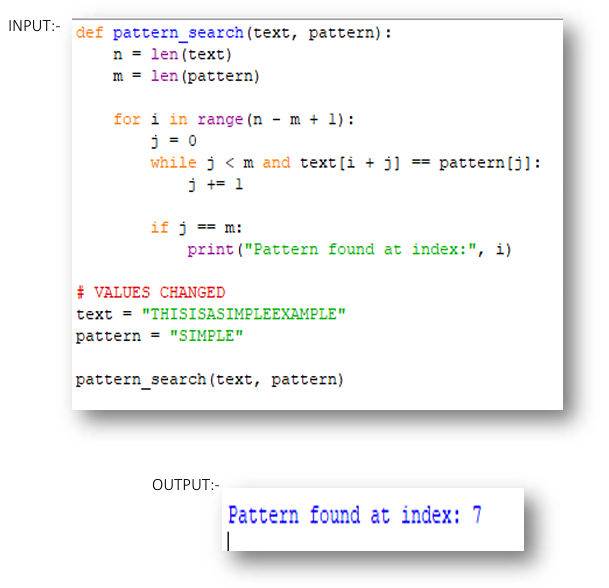 INPUT:-
def pattern_search(text, pattern):
    n = len(text)
    m = len(pattern)

    for i in range(n - m + 1):
        j = 0
        while j < m and text[i + j] == pattern[j]:
            j += 1

        if j == m:
            print("Pattern found at index:", i)

# VALUES CHANGED
text = "THISISASIMPLEEXAMPLE"
pattern = "SIMPLE"

pattern_search(text, pattern)
OUTPUT:-
Pattern found at index: 7